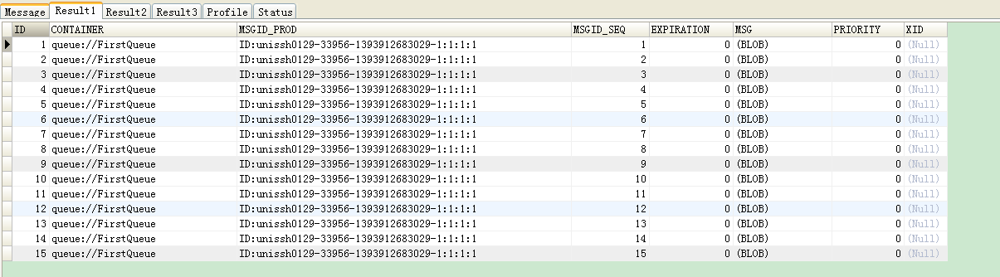 Message Result1 Result2 Result3 Profile Status
ID CONTAINER MSGID_PROD MSGID_SEQ EXPIRATION MSG PRIORITY XID
1 queue://FirstQueue ID:unissh0129-33956-1393912683029-1:1:1:1 1 0 (BLOB) 0 (Null)
2 queue://FirstQueue ID:unissh0129-33956-1393912683029-1:1:1:1 2 0 (BLOB) 0 (Null)
3 queue://FirstQueue ID:unissh0129-33956-1393912683029-1:1:1:1 3 0 (BLOB) 0 (Null)
4 queue://FirstQueue ID:unissh0129-33956-1393912683029-1:1:1:1 4 0 (BLOB) 0 (Null)
5 queue://FirstQueue ID:unissh0129-33956-1393912683029-1:1:1:1 5 0 (BLOB) 0 (Null)
6 queue://FirstQueue ID:unissh0129-33956-1393912683029-1:1:1:1 6 0 (BLOB) 0 (Null)
7 queue://FirstQueue ID:unissh0129-33956-1393912683029-1:1:1:1 7 0 (BLOB) 0 (Null)
8 queue://FirstQueue ID:unissh0129-33956-1393912683029-1:1:1:1 8 0 (BLOB) 0 (Null)
9 queue://FirstQueue ID:unissh0129-33956-1393912683029-1:1:1:1 9 0 (BLOB) 0 (Null)
10 queue://FirstQueue ID:unissh0129-33956-1393912683029-1:1:1:1 10 0 (BLOB) 0 (Null)
11 queue://FirstQueue ID:unissh0129-33956-1393912683029-1:1:1:1 11 0 (BLOB) 0 (Null)
12 queue://FirstQueue ID:unissh0129-33956-1393912683029-1:1:1:1 12 0 (BLOB) 0 (Null)
13 queue://FirstQueue ID:unissh0129-33956-1393912683029-1:1:1:1 13 0 (BLOB) 0 (Null)
14 queue://FirstQueue ID:unissh0129-33956-1393912683029-1:1:1:1 14 0 (BLOB) 0 (Null)
15 queue://FirstQueue ID:unissh0129-33956-1393912683029-1:1:1:1 15 0 (BLOB) 0 (Null)